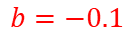 b = −0.1